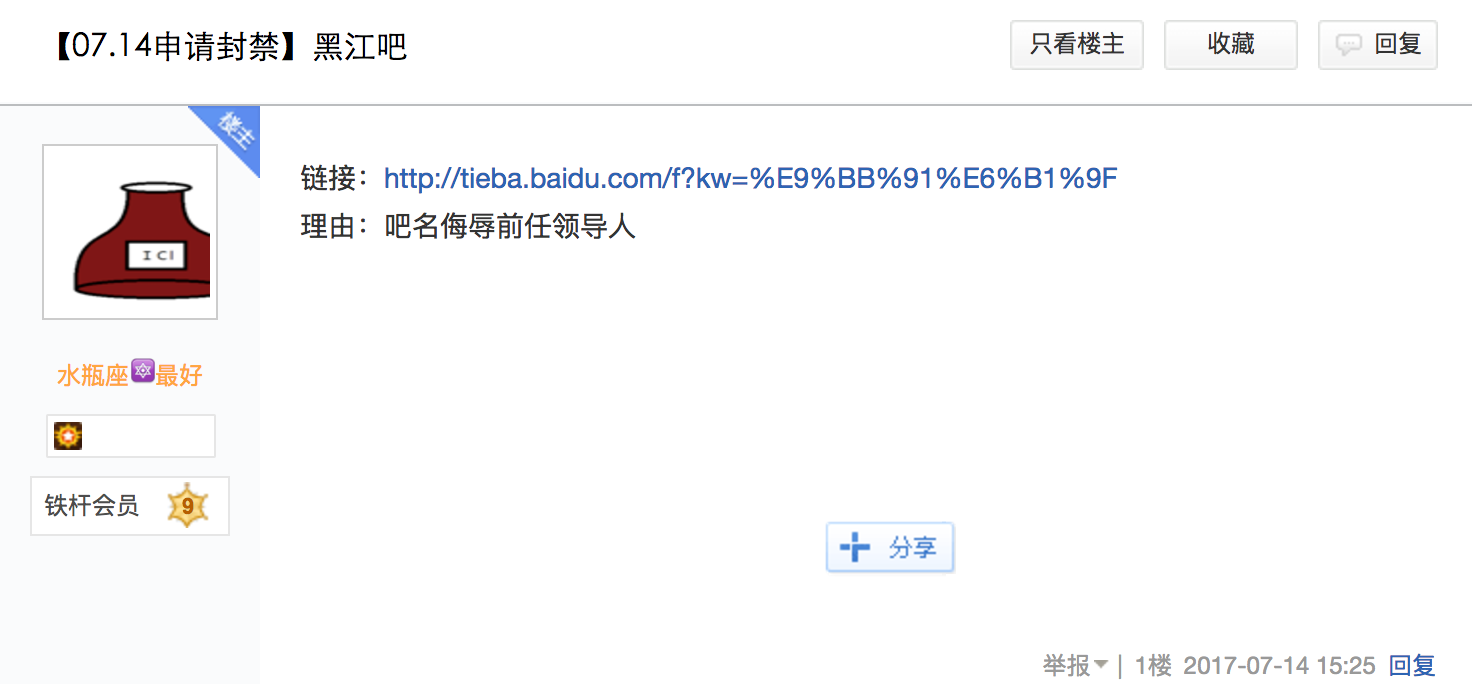 【07.14申请封禁】黑江吧
只看楼主
收藏
回复
楼主
链接：http://tieba.baidu.com/f?kw=%E9%BB%91%E6%B1%9F
理由：吧名侮辱前任领导人
I CI
水瓶座🔯最好
铁杆会员 9
分享
举报 | 1楼 2017-07-14 15:25 回复